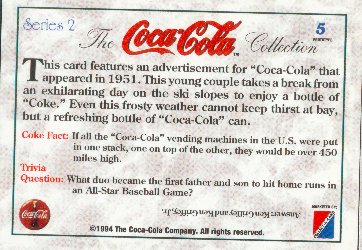 Series 2
The Coca-Cola Collection
5
This card features an advertisement for "Coca-Cola" that
appeared in 1951. This young couple takes a break from
an exhilarating day on the ski slopes to enjoy a bottle of
"Coke." Even this frosty weather cannot keep thirst at bay,
but a refreshing bottle of "Coca-Cola" can.
Coke Fact: If all the "Cora-Cola" vending machines in the U.S. were put
in one stack, one on top of the other, they would be over 450
miles high.
Trivia
Question: What duo became the first father and son to hit home runs in
an All-Star Baseball Game?
Answer: Ken Griffey and Ken Griffey, Jr.
Coca-Cola
©1994 The Coca-Cola Company. All rights reserved.